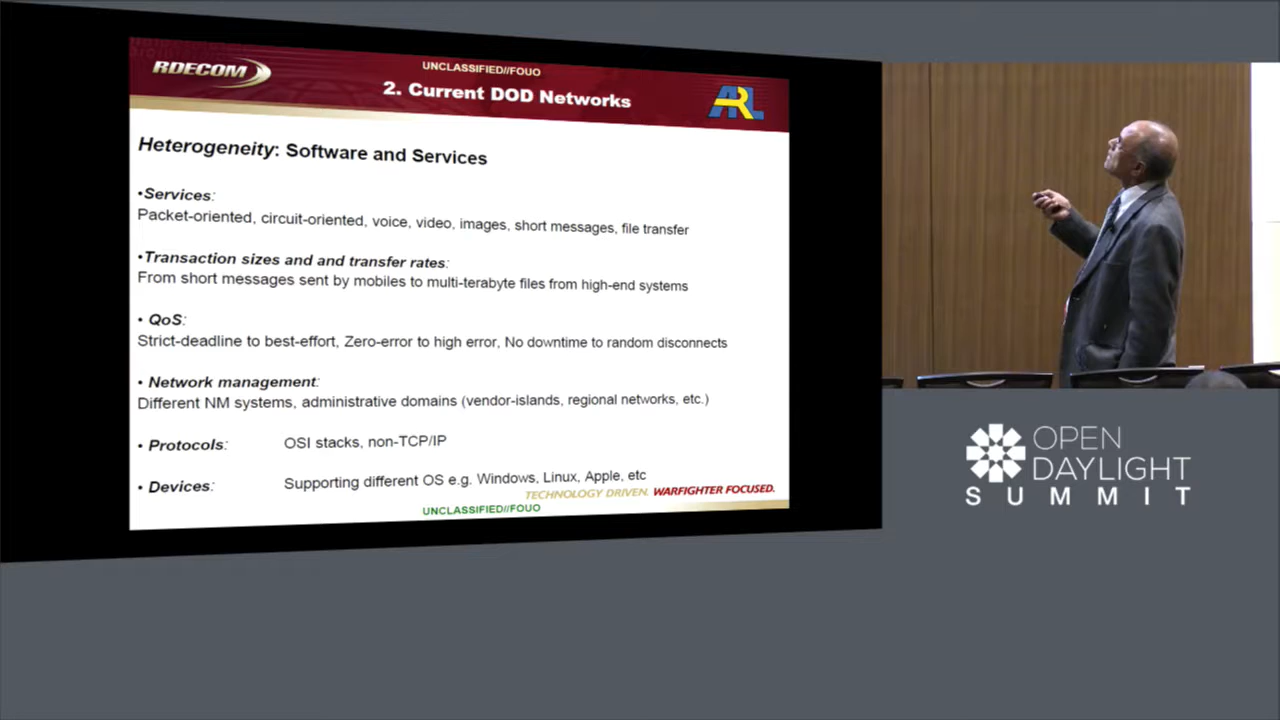 RDECOM
UNCLASSIFIED//FOUO
2. Current DOD Networks
ARL
Heterogeneity: Software and Services
•Services:
Packet-oriented, circuit-oriented, voice, video, images, short messages, file transfer
•Transaction sizes and and transfer rates:
From short messages sent by mobiles to multi-terabyte files from high-end systems
• QoS:
Strict-deadline to best-effort, Zero-error to high error, No downtime to random disconnects
• Network management:
Different NM systems, administrative domains (vendor-islands, regional networks, etc.)
• Protocols: OSI stacks, non-TCP/IP
• Devices: Supporting different OS e.g. Windows, Linux, Apple, etc
TECHNOLOGY DRIVEN. WARFIGHTER FOCUSED.
UNCLASSIFIED//FOUO
OPEN
DAYLIGHT
SUMMIT